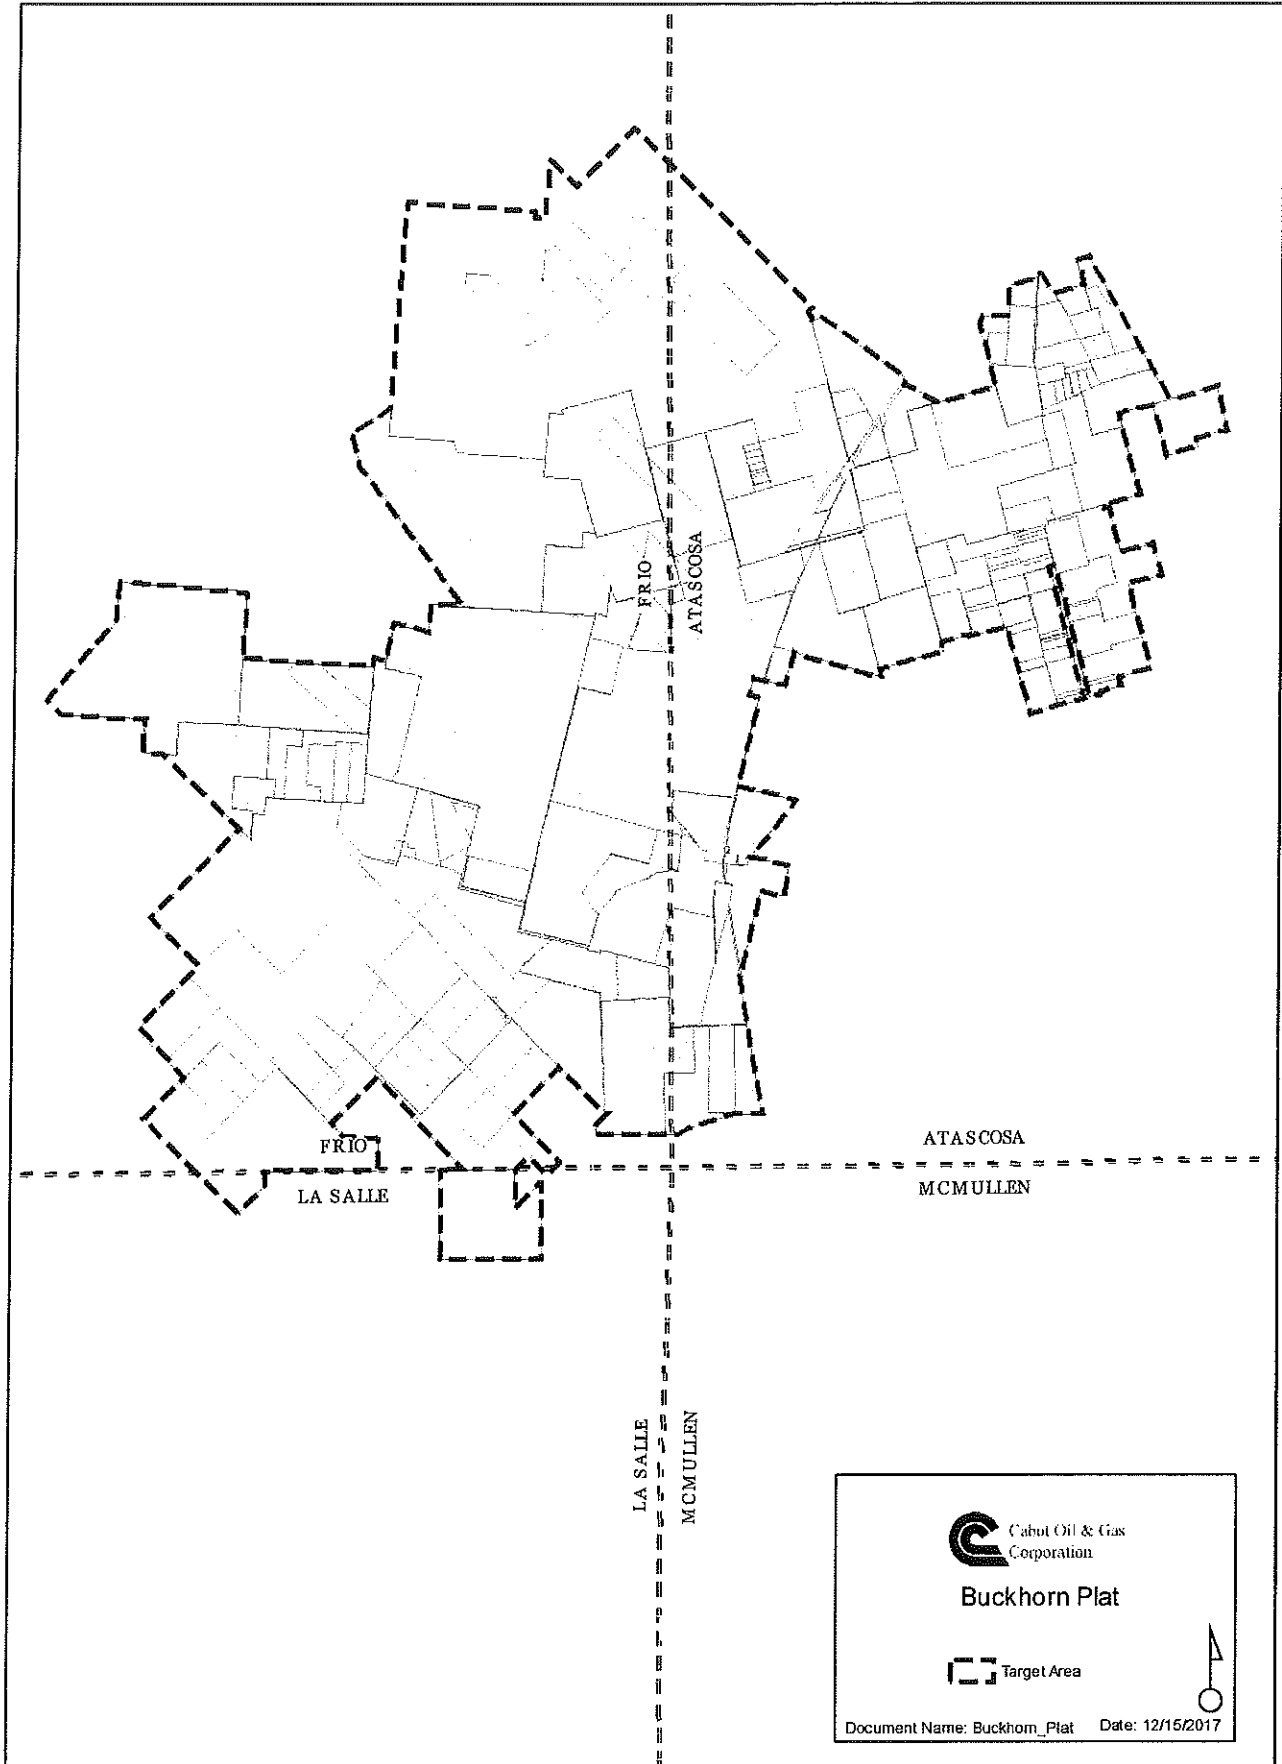 FRIO
ATASCOSA
FRIO
LA SALLE
ATASCOSA
MCMULLEN
LA SALLE
MCMULLEN
Cabot Oil & Gas
Corporation
Buckhorn Plat
Target Area
Document Name: Buckhorn_Plat Date: 12/15/2017